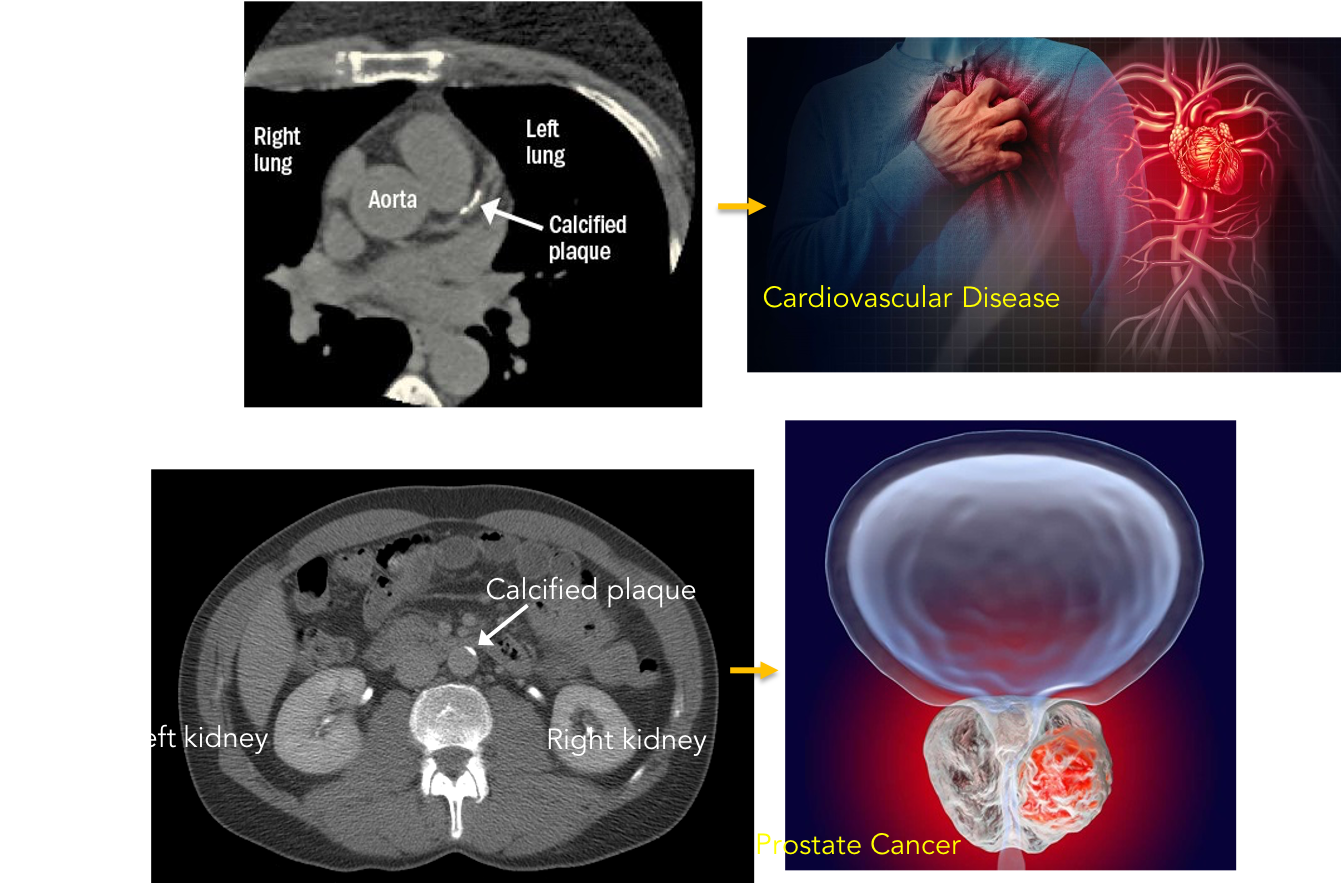 Right
lung
Left
lung
Aorta
Calcified
plaque
Cardiovascular Disease
Calcified plaque
eft kidney
Right kidney
Prostate Cancer